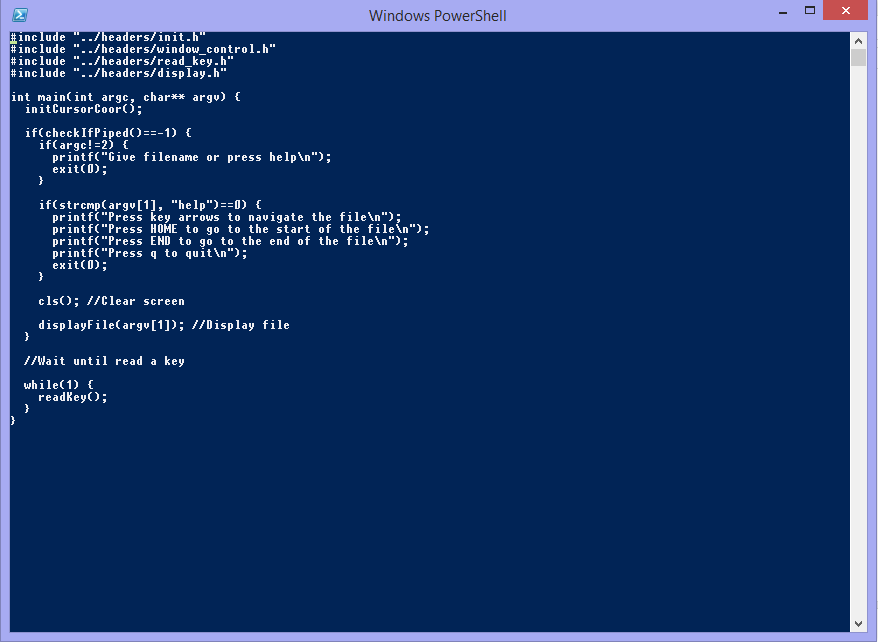 Windows PowerShell
#include "../headers/init.h"
#include "../headers/window_control.h"
#include "../headers/read_key.h"
#include "../headers/display.h"

int main(int argc, char** argv) {
  initCursorCoor();

  if(checkIfPiped()==-1) {
    if(argc!=2) {
      printf("Give filename or press help\n");
      exit(0);
    }

    if(strcmp(argv[1], "help")==0) {
      printf("Press key arrows to navigate the file\n");
      printf("Press HOME to go to the start of the file\n");
      printf("Press END to go to the end of the file\n");
      printf("Press q to quit\n");
      exit(0);
    }

    cls(); //Clear screen

    displayFile(argv[1]); //Display file
  }

  //Wait until read a key

  while(1) {
    readKey();
  }
}